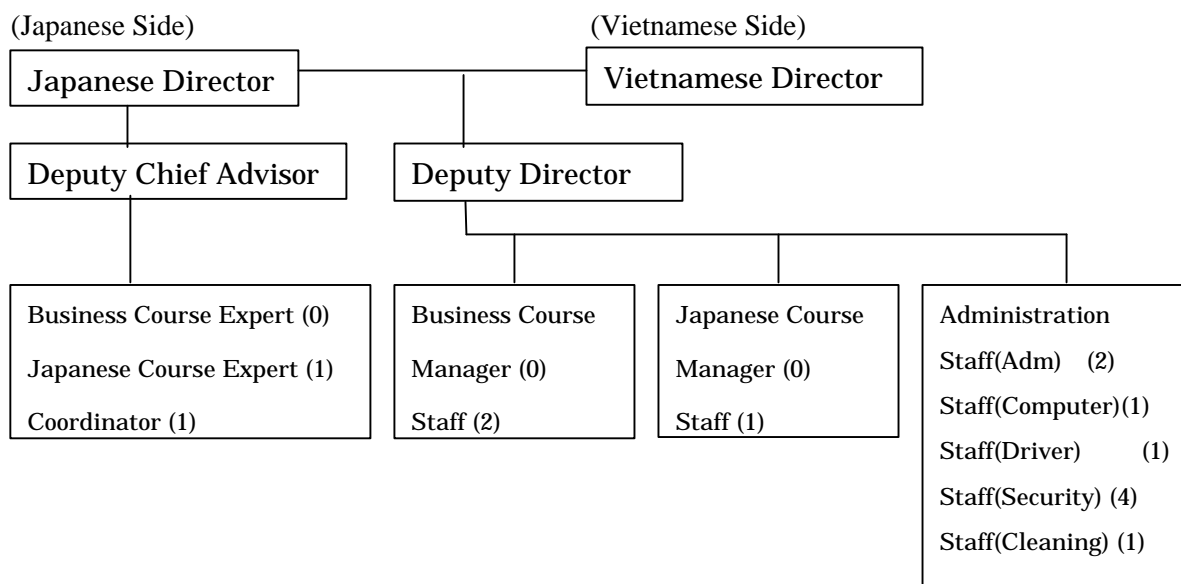 (Japanese Side)
(Vietnamese Side)
Japanese Director
Vietnamese Director
Deputy Chief Advisor
Deputy Director
Business Course Expert (0)
Japanese Course Expert (1)
Coordinator (1)
Business Course
Manager (0)
Staff (2)
Japanese Course
Manager (0)
Staff (1)
Administration
Staff(Adm) (2)
Staff(Computer)(1)
Staff(Driver) (1)
Staff(Security) (4)
Staff(Cleaning) (1)